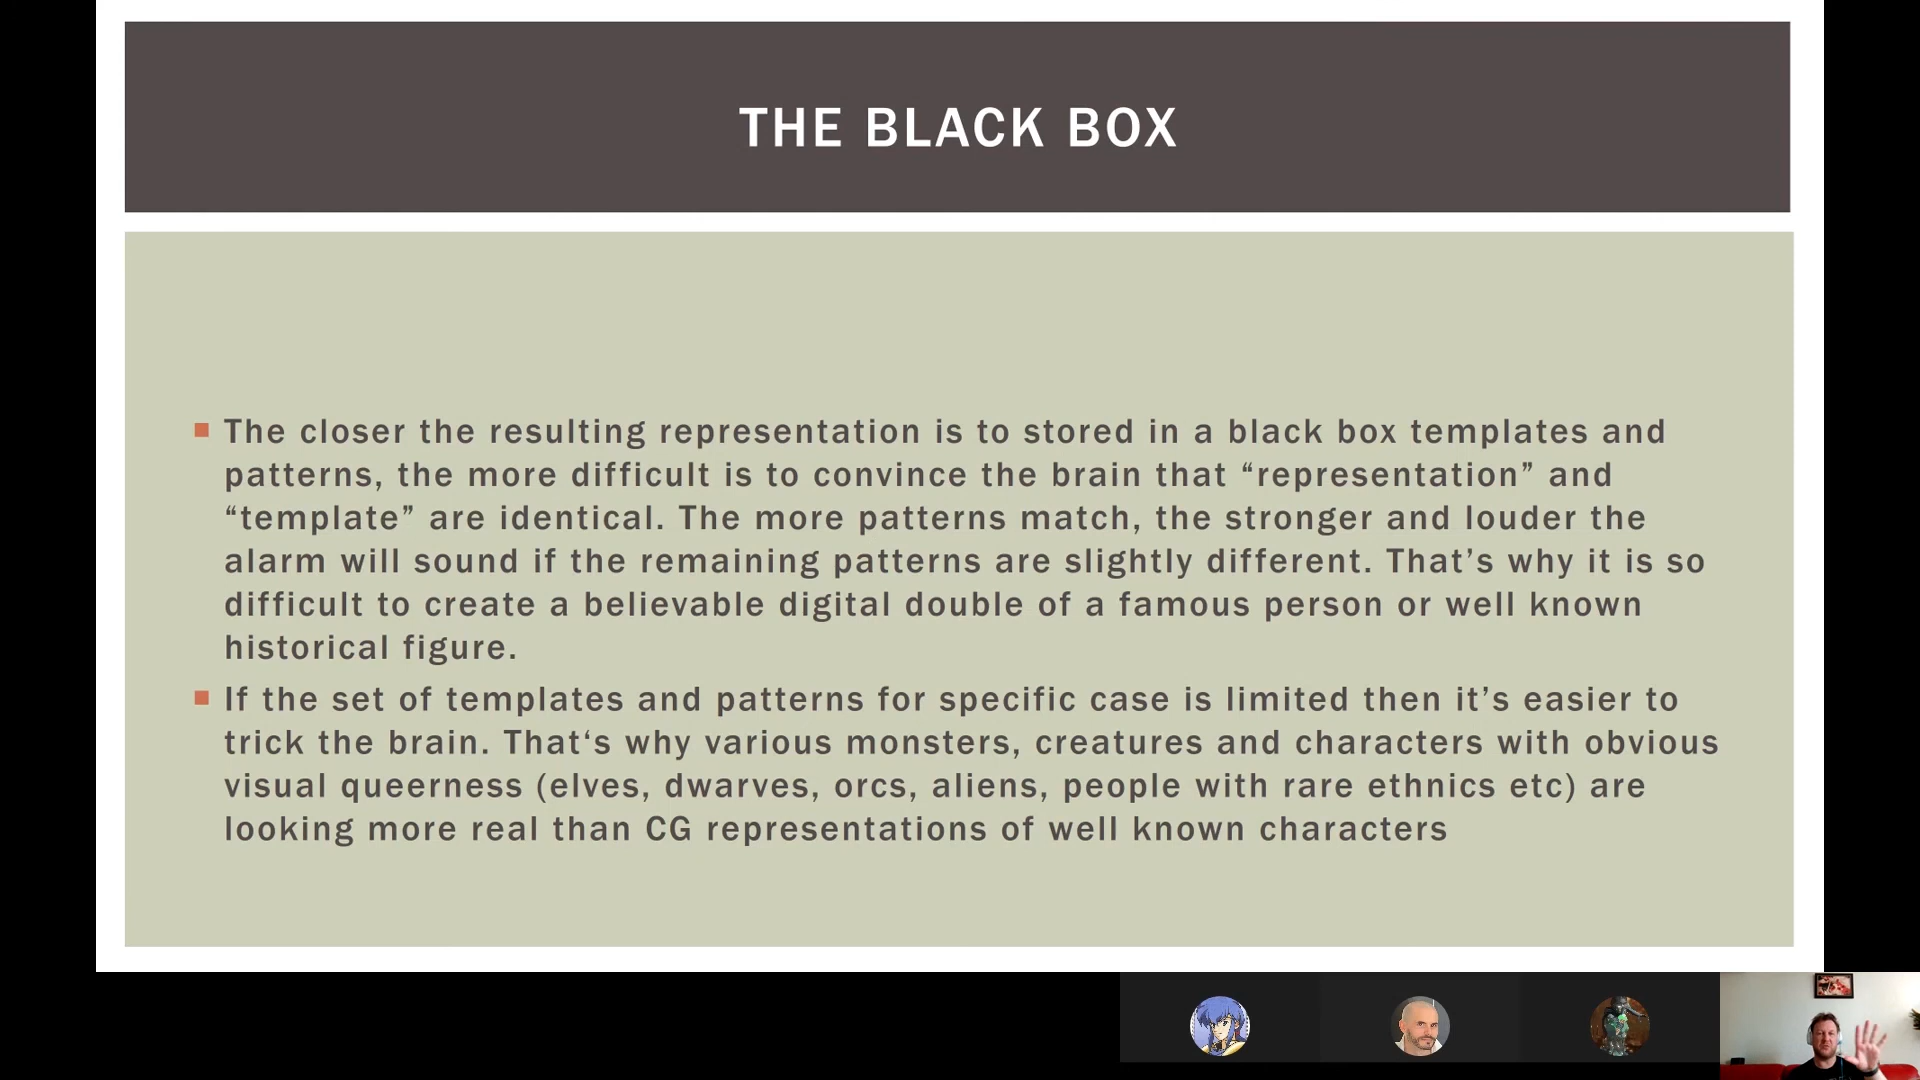 THE BLACK BOX
The closer the resulting representation is to stored in a black box templates and
patterns, the more difficult is to convince the brain that “representation” and
“template” are identical. The more patterns match, the stronger and louder the
alarm will sound if the remaining patterns are slightly different. That’s why it is so
difficult to create a believable digital double of a famous person or well known
historical figure.
If the set of templates and patterns for specific case is limited then it’s easier to
trick the brain. That‘s why various monsters, creatures and characters with obvious
visual queerness (elves, dwarves, orcs, aliens, people with rare ethnics etc) are
looking more real than CG representations of well known characters